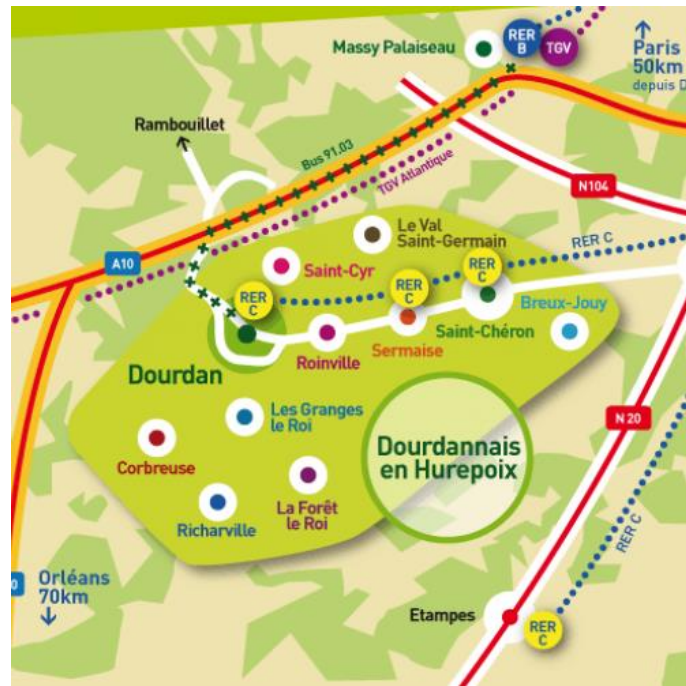 Massy Palaiseau
RER
B
TGV
Paris
50km
depuis D
Rambouillet
Bus 91.03
TGV Atlantique
N104
Le Val
Saint-Germain
RER C
A10
Saint-Cyr
RER
C
RER
C
RER
C
Breux-Jouy
Saint-Chéron
Sermaise
Roinville
Dourdan
Les Granges
le Roi
Dourdannais
en Hurepoix
N 20
Corbreuse
La Forêt
le Roi
Richarville
RER C
Orléans
70km
0
Etampes
RER
C